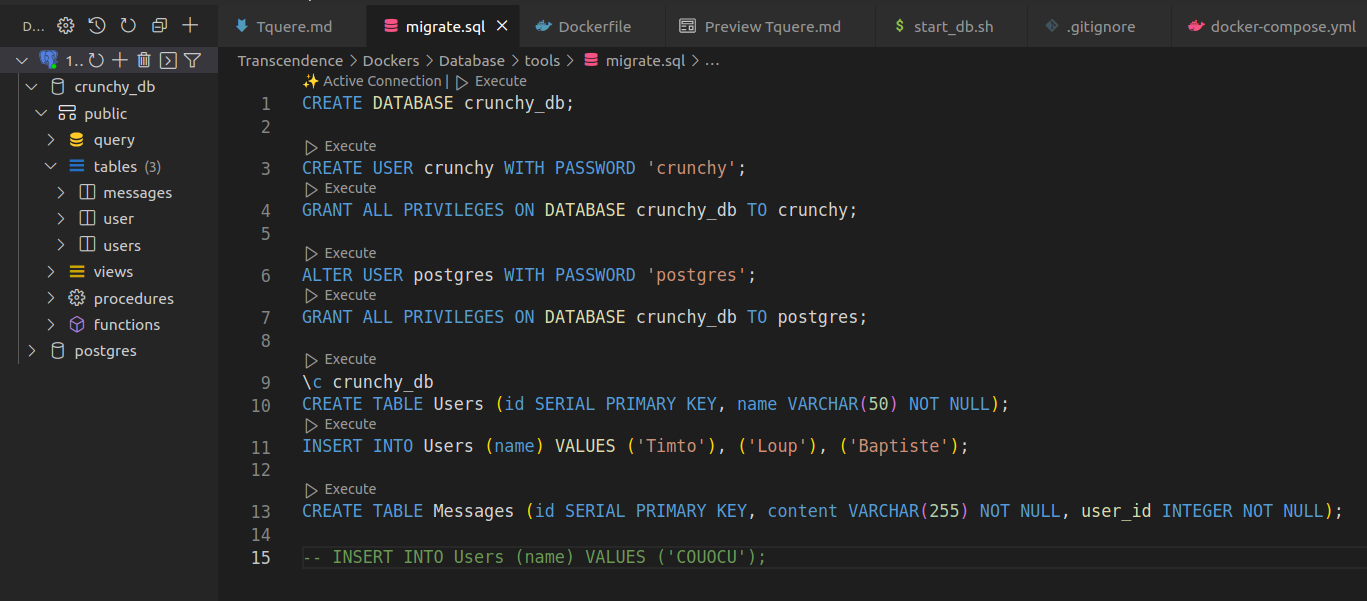 D...
Tquere.md
migrate.sql
Dockerfile
Preview Tquere.md
$ start_db.sh
.gitignore
docker-compose.yml
1..
crunchy_db
public
query
tables (3)
messages
user
users
views
procedures
functions
postgres
Transcendence > Dockers > Database > tools > migrate.sql > ...
Active Connection | Execute
1 CREATE DATABASE crunchy_db;
2
Execute
3 CREATE USER crunchy WITH PASSWORD 'crunchy';
Execute
4 GRANT ALL PRIVILEGES ON DATABASE crunchy_db TO crunchy;
5
Execute
6 ALTER USER postgres WITH PASSWORD 'postgres';
Execute
7 GRANT ALL PRIVILEGES ON DATABASE crunchy_db TO postgres;
8
Execute
9 \c crunchy_db
10 CREATE TABLE Users (id SERIAL PRIMARY KEY, name VARCHAR(50) NOT NULL);
Execute
11 INSERT INTO Users (name) VALUES ('Timto'), ('Loup'), ('Baptiste');
12
Execute
13 CREATE TABLE Messages (id SERIAL PRIMARY KEY, content VARCHAR(255) NOT NULL, user_id INTEGER NOT NULL);
14
15 -- INSERT INTO Users (name) VALUES ('COUOCU');